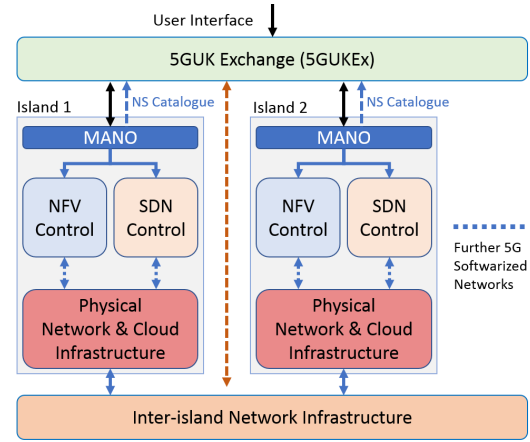 User Interface
5GUK Exchange (5GUKEx)
Island 1
NS Catalogue
MANO
NFV
Control
SDN
Control
Physical
Network & Cloud
Infrastructure
Island 2
NS Catalogue
MANO
NFV
Control
SDN
Control
Physical
Network & Cloud
Infrastructure
Further 5G
Softwarized
Networks
Inter-island Network Infrastructure